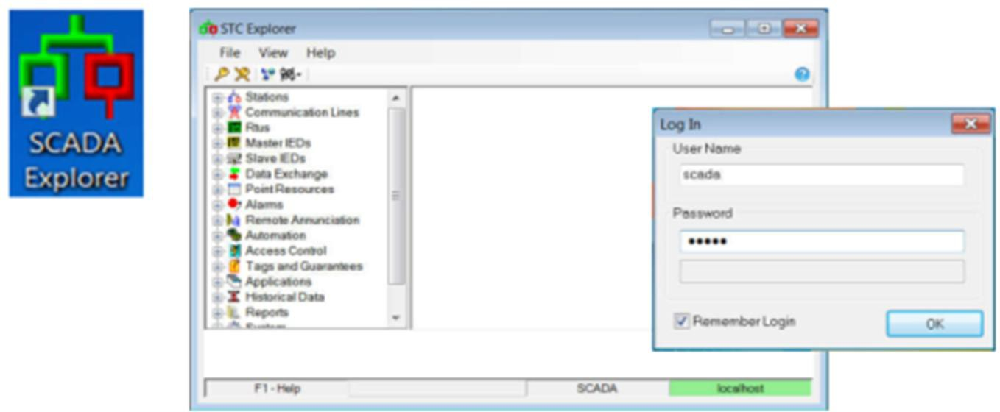 SCADA
Explorer
STC Explorer
File View Help
Stations
Communication Lines
Rtus
Master IEDs
Slave IEDs
Data Exchange
Point Resources
Alarms
Remote Annunciation
Automation
Access Control
Tags and Guarantees
Applications
Historical Data
Reports
System
F1 - Help SCADA localhost
Log In
User Name
scada
Password
•••••
Remember Login
OK